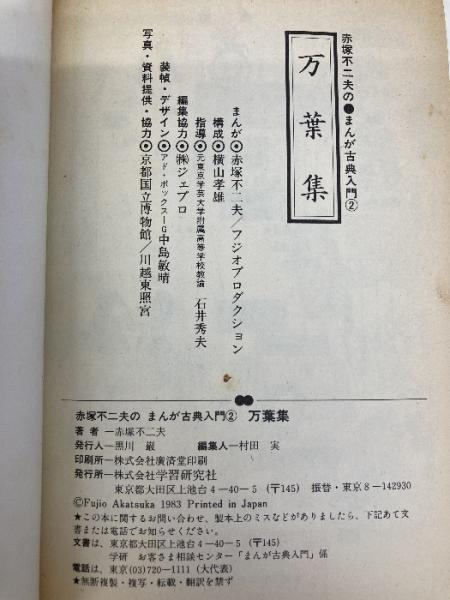 赤塚不二夫の●まんが古典入門②
万葉集
まんが◉赤塚不二夫／フジオプロダクション
構成◉横山孝雄
指導◉元東京学芸大学附属高等学校教諭 石井秀夫
編集協力◉㈱ジェプロ
装幀・デザイン◉アド・ボックスーG 中島敏晴
写真・資料提供・協力◉京都国立博物館／川越東照宮
赤塚不二夫の まんが古典入門② 万葉集
著者─赤塚不二夫
発行人─黒川 巌 編集人─村田 実
印刷所─株式会社廣済堂印刷
発行所─株式会社学習研究社
東京都大田区上池台4－40－5（〒145） 振替・東京8－142930
©Fujio Akatsuka 1983 Printed in Japan
★この本に関するお問い合わせ、製本上のミスなどがありましたら、下記あて文
書または電話でお知らせください。
文書は、東京都大田区上池台4－40－5（〒145）
学研 お客さま相談センター「まんが古典入門」係
電話は、東京(03)720－1111（大代表）
★無断複製・複写・転載・翻訳を禁ず